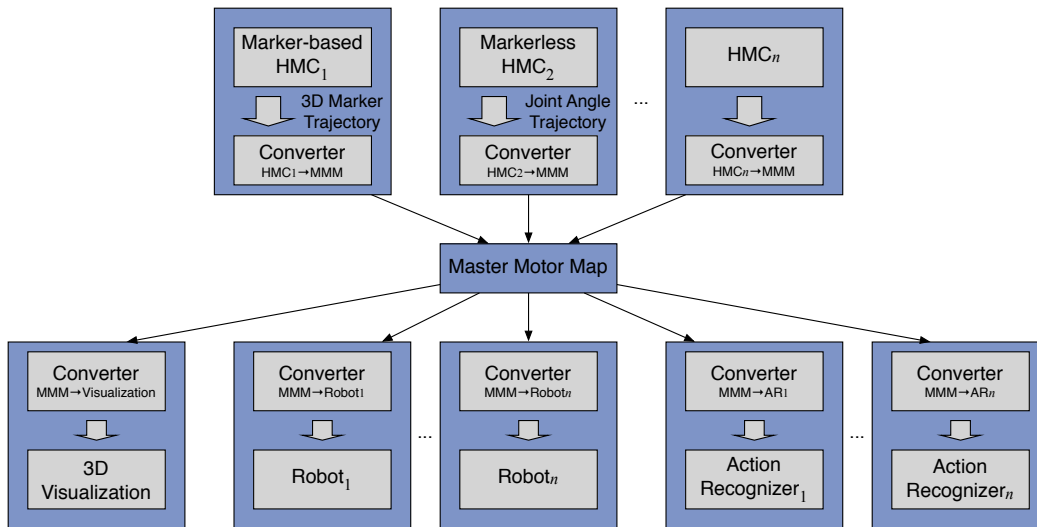 Marker-based
HMC₁
3D Marker
Trajectory
Converter
HMC₁→MMM
Markerless
HMC₂
Joint Angle
Trajectory
Converter
HMC₂→MMM
...
HMCn
Converter
HMCn→MMM
Master Motor Map
Converter
MMM→Visualization
3D
Visualization
Converter
MMM→Robot₁
Robot₁
...
Converter
MMM→Robotn
Robotn
Converter
MMM→AR₁
Action
Recognizer₁
...
Converter
MMM→ARn
Action
Recognizern